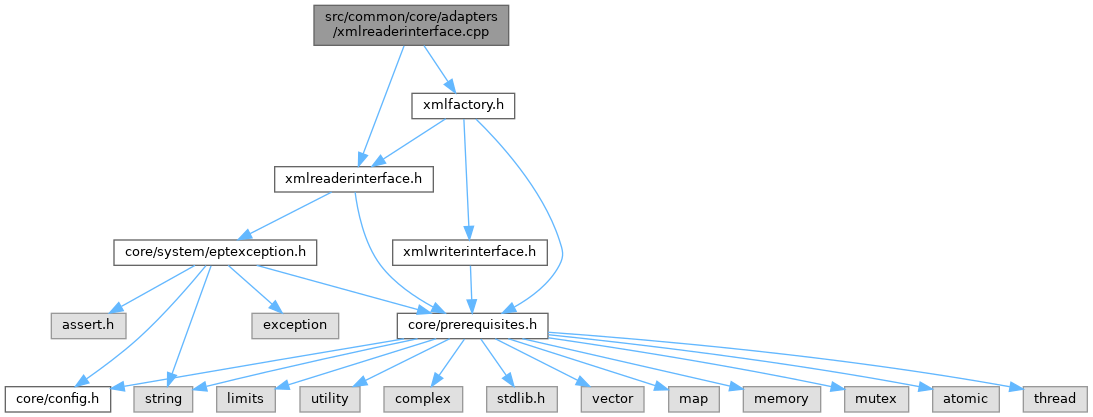 src/common/core/adapters
/xmlreaderinterface.cpp
xmlfactory.h
xmlreaderinterface.h
core/system/eptexception.h
xmlwriterinterface.h
assert.h
exception
core/prerequisites.h
core/config.h
string
limits
utility
complex
stdlib.h
vector
map
memory
mutex
atomic
thread